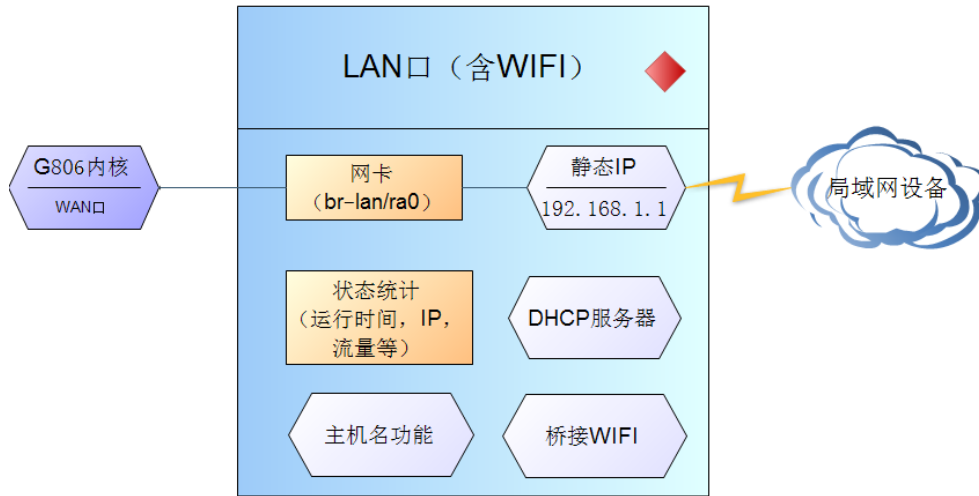 LAN口（含WIFI）
G806内核
WAN口
网卡
（br-lan/ra0）
静态IP
192.168.1.1
局域网设备
状态统计
（运行时间，IP，
流量等）
DHCP服务器
主机名功能
桥接WIFI